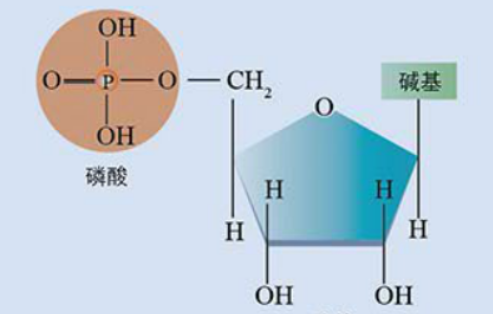 OH
O P O CH₂ 碱基
O
OH
磷酸
H H
H H
OH OH